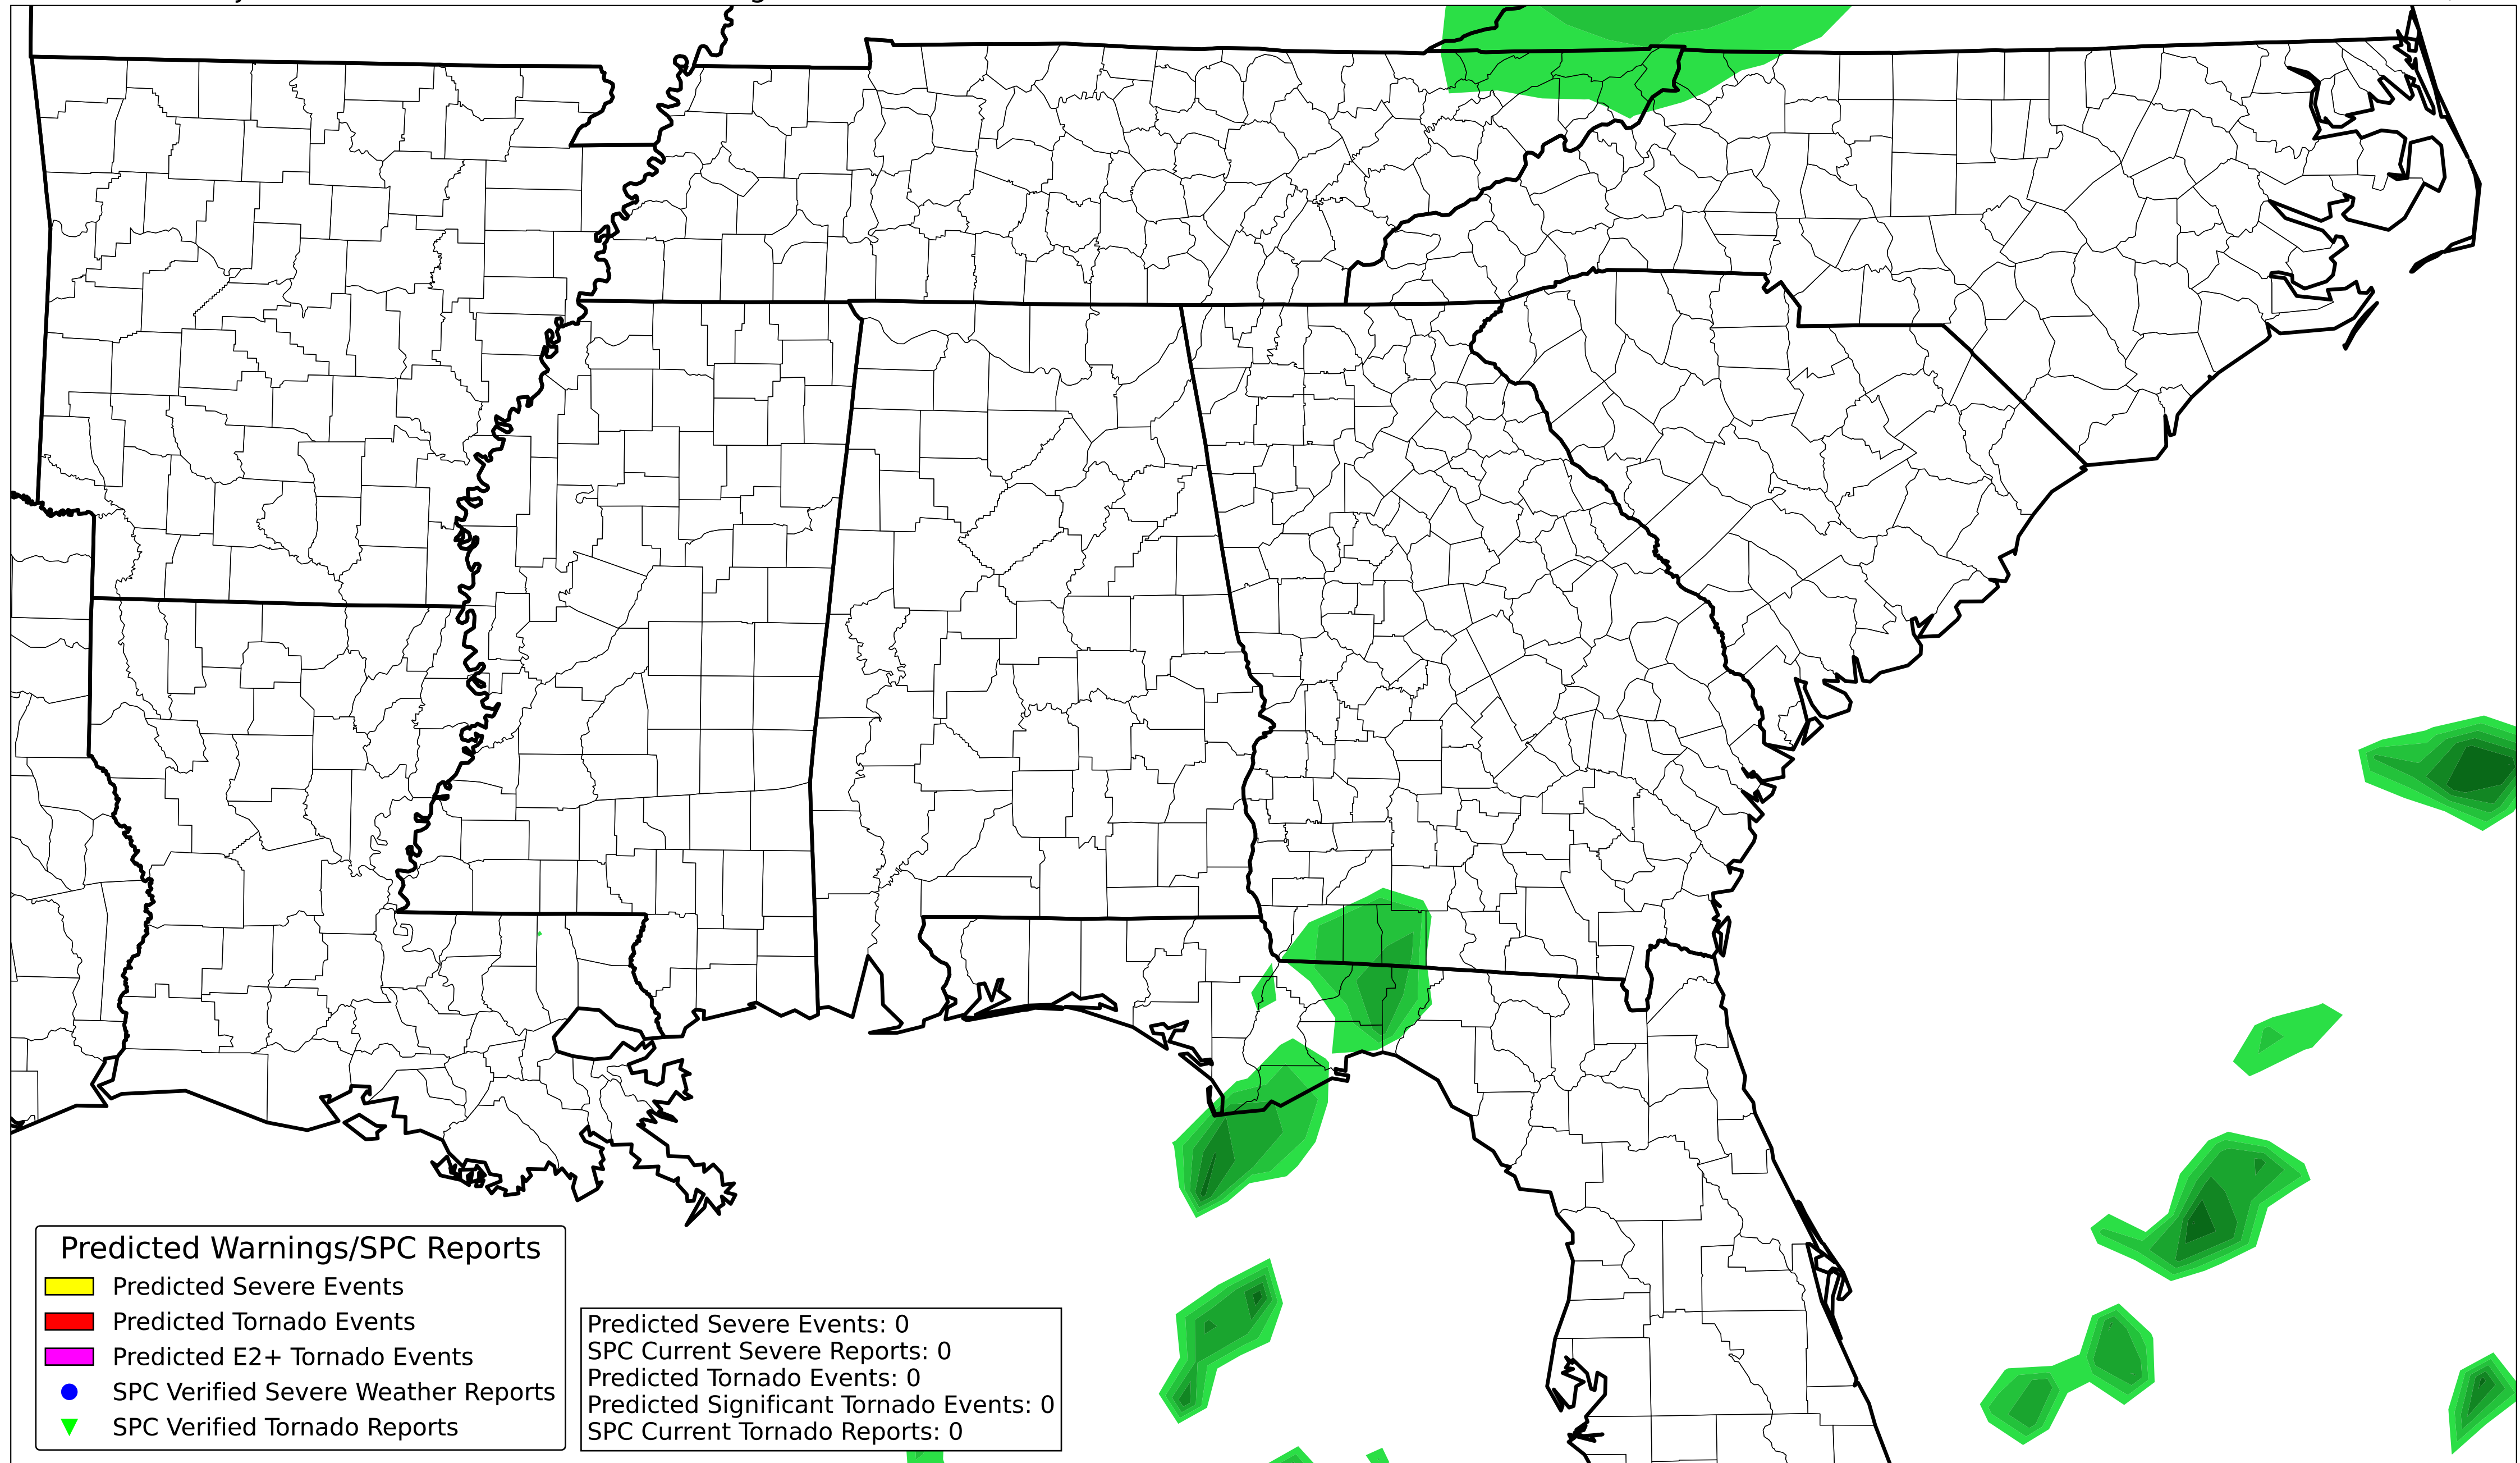 Predicted Warnings/SPC Reports
Predicted Severe Events
Predicted Tornado Events
Predicted E2+ Tornado Events
SPC Verified Severe Weather Reports
SPC Verified Tornado Reports
Predicted Severe Events: 0
SPC Current Severe Reports: 0
Predicted Tornado Events: 0
Predicted Significant Tornado Events: 0
SPC Current Tornado Reports: 0